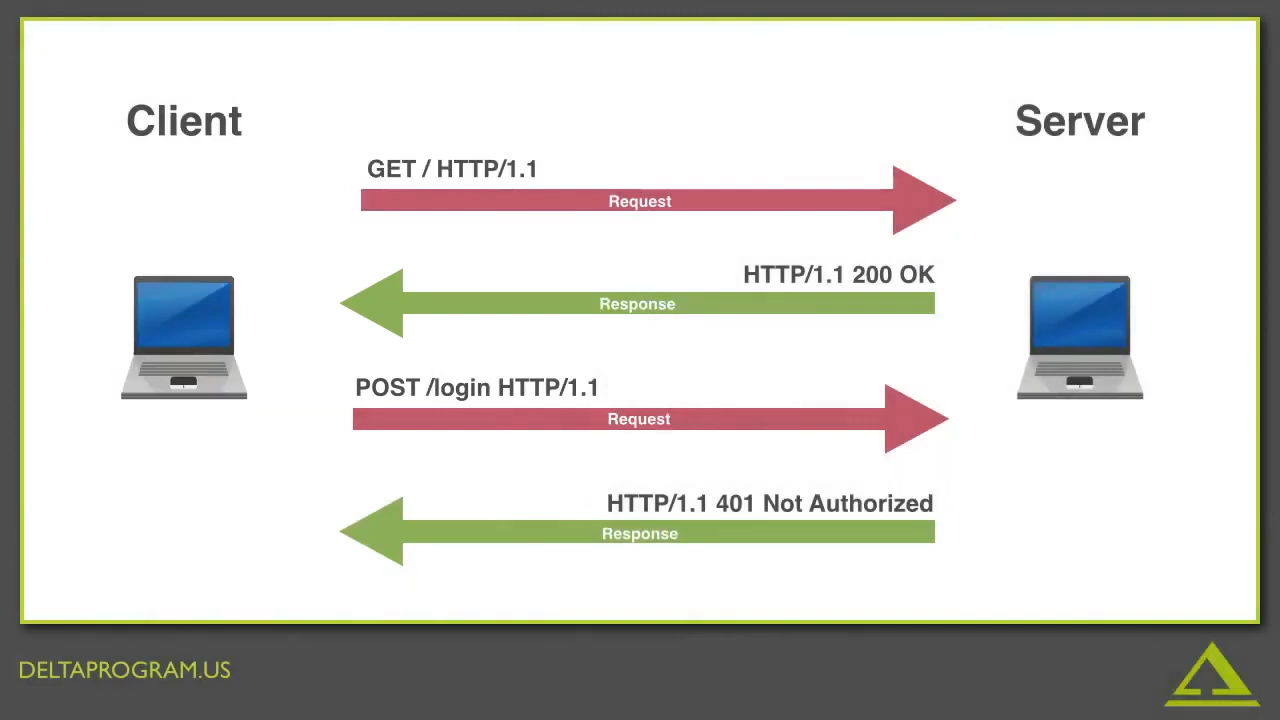 Client
Server
GET / HTTP/1.1
Request
HTTP/1.1 200 OK
Response
POST /login HTTP/1.1
Request
HTTP/1.1 401 Not Authorized
Response
DELTAPROGRAM.US